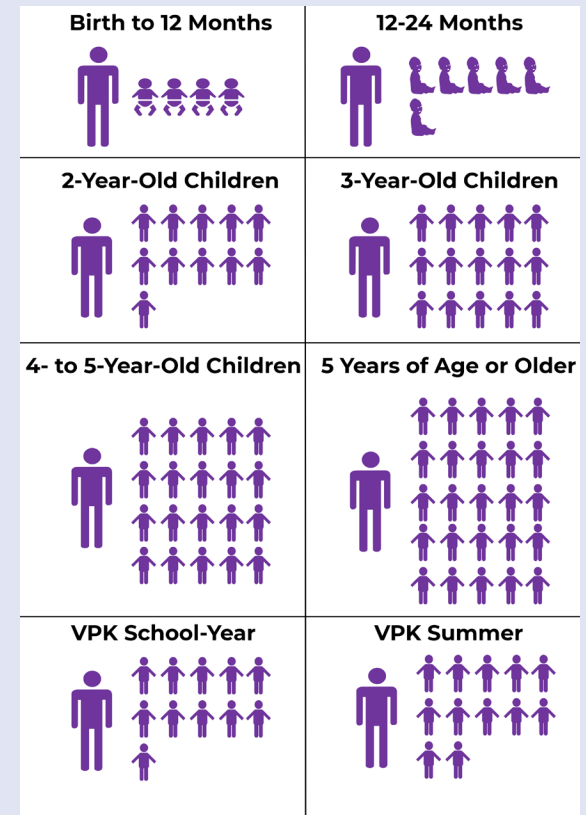 Birth to 12 Months
12-24 Months
2-Year-Old Children
3-Year-Old Children
4- to 5-Year-Old Children
5 Years of Age or Older
VPK School-Year
VPK Summer